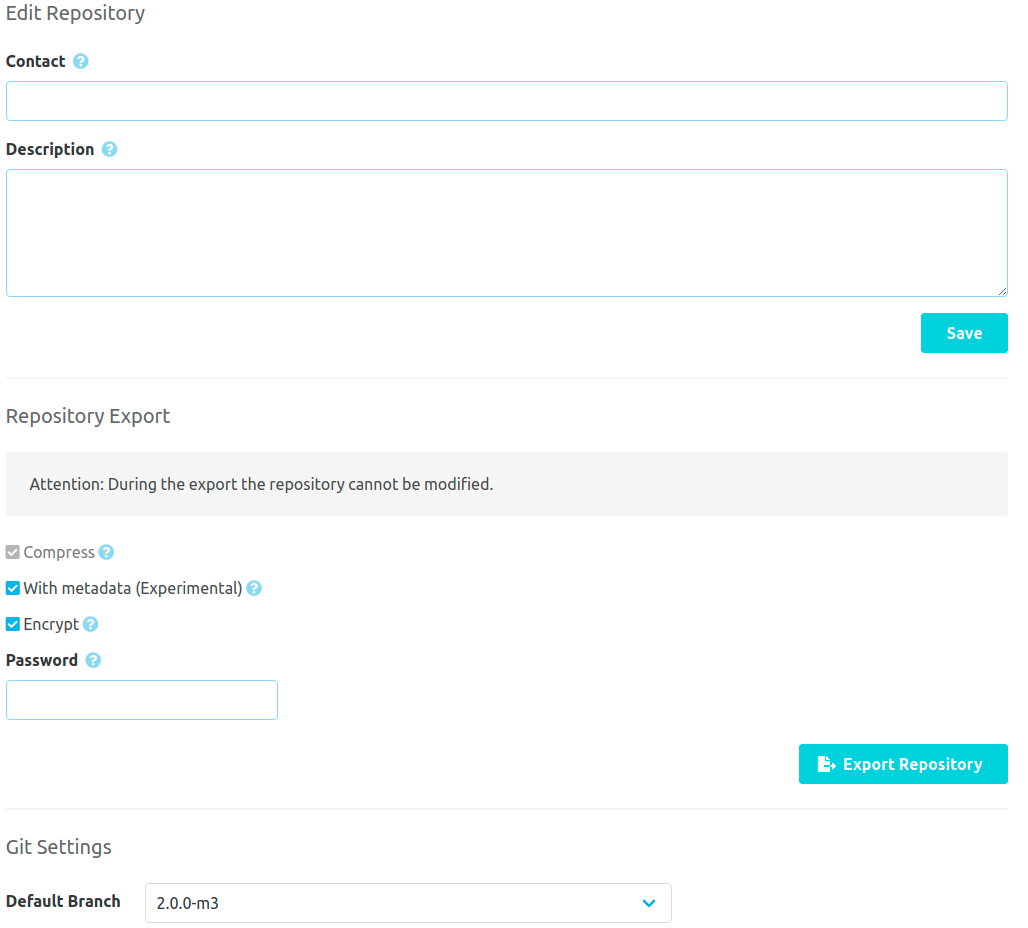 Edit Repository
Contact
Description
Save
Repository Export
Attention: During the export the repository cannot be modified.
Compress
With metadata (Experimental)
Encrypt
Password
Export Repository
Git Settings
Default Branch 2.0.0-m3